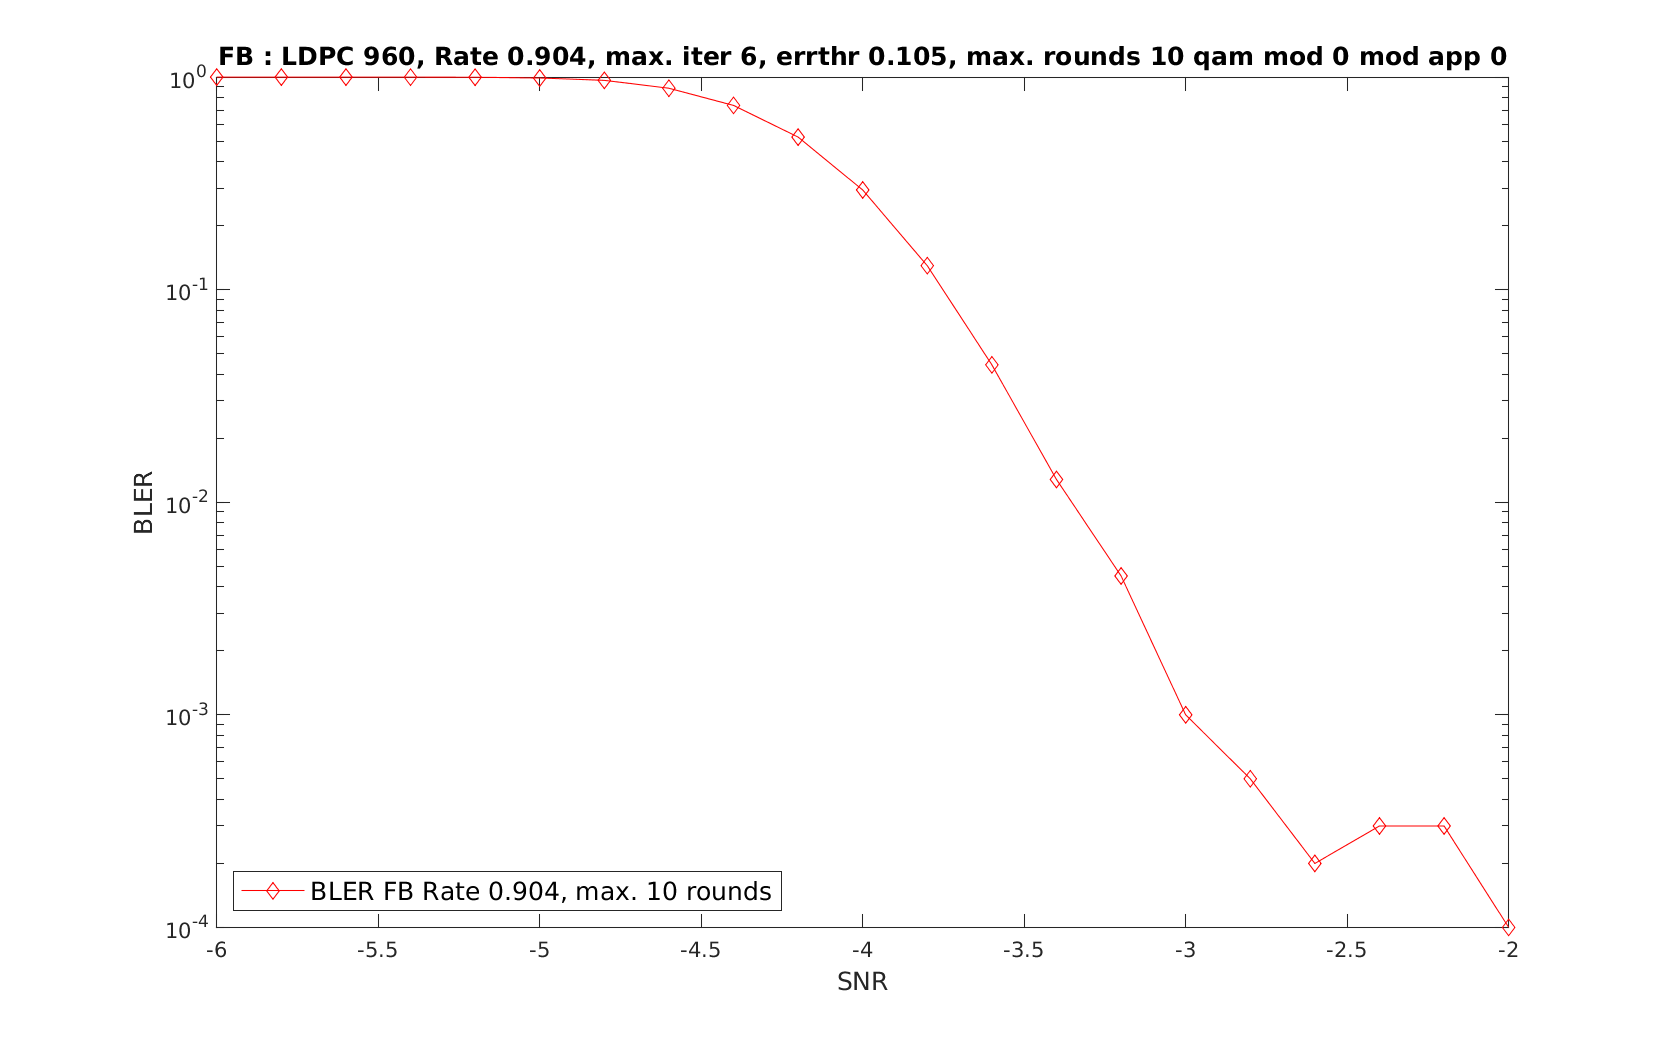 FB : LDPC 960, Rate 0.904, max. iter 6, errthr 0.105, max. rounds 10 qam mod 0 mod app 0
10^0
10^-1
10^-2
10^-3
10^-4
BLER
BLER FB Rate 0.904, max. 10 rounds
-6 -5.5 -5 -4.5 -4 -3.5 -3 -2.5 -2
SNR